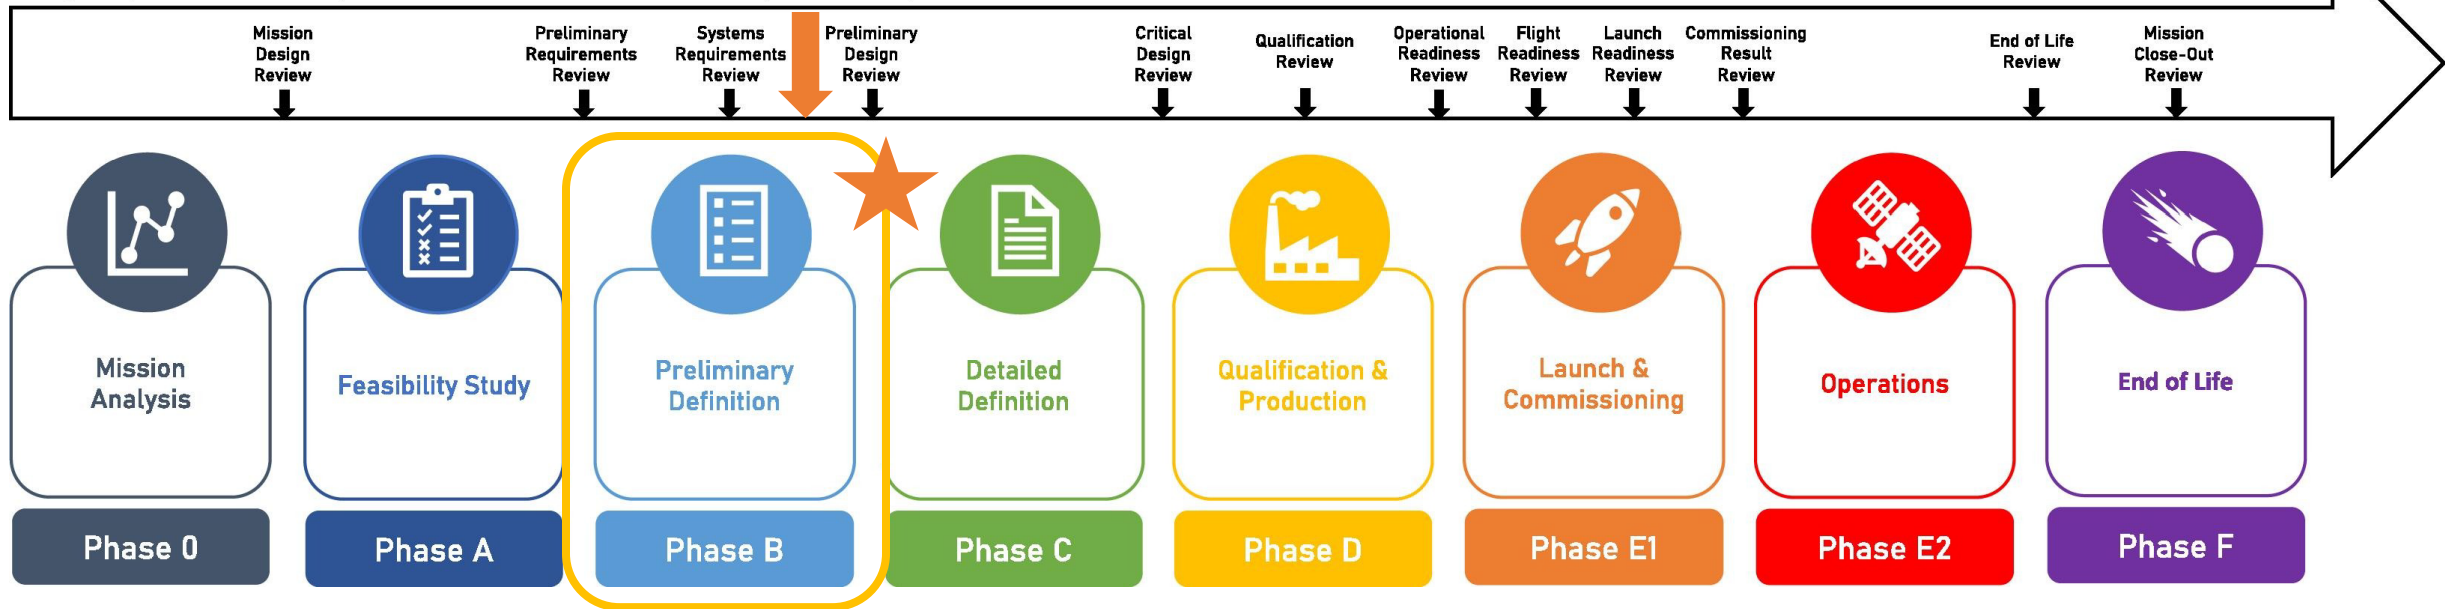 Mission
Design
Review
Preliminary
Requirements
Review
Systems
Requirements
Review
Preliminary
Design
Review
Critical
Design
Review
Qualification
Review
Operational
Readiness
Review
Flight
Readiness
Review
Launch
Readiness
Review
Commissioning
Result
Review
End of Life
Review
Mission
Close-Out
Review
Mission
Analysis
Feasibility Study
Preliminary
Definition
Detailed
Definition
Qualification &
Production
Launch &
Commissioning
Operations
End of Life
Phase 0
Phase A
Phase B
Phase C
Phase D
Phase E1
Phase E2
Phase F